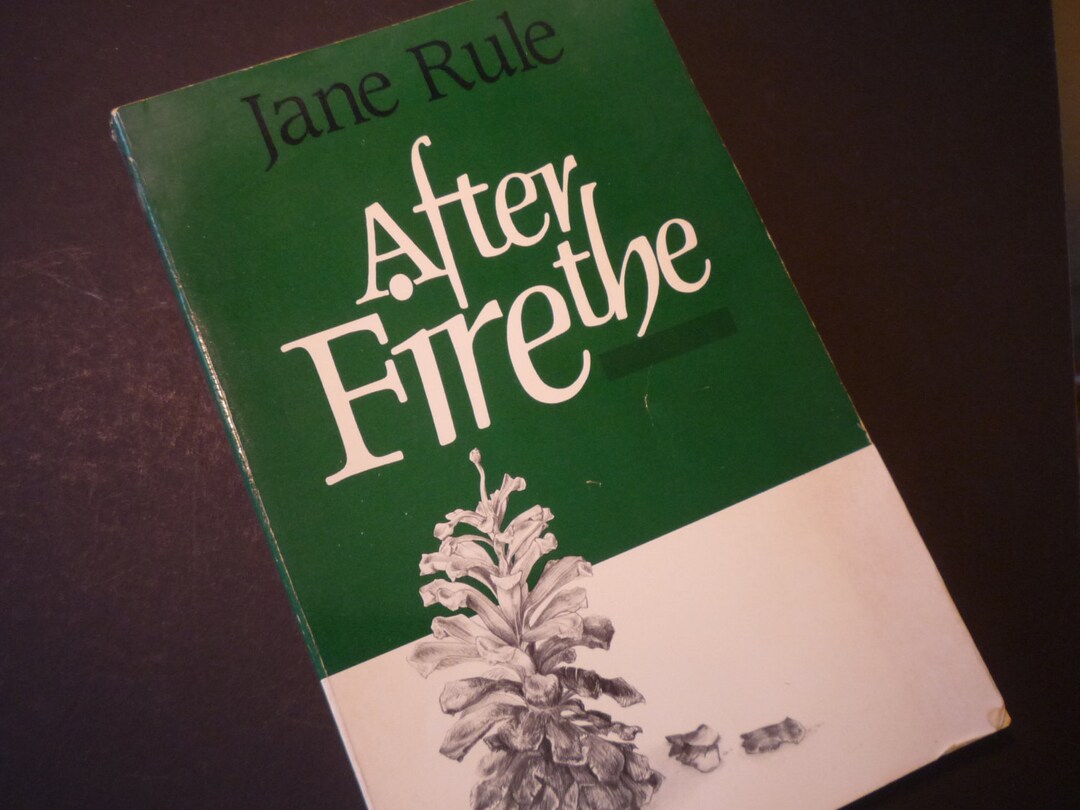 Jane Rule
After
the
Fire